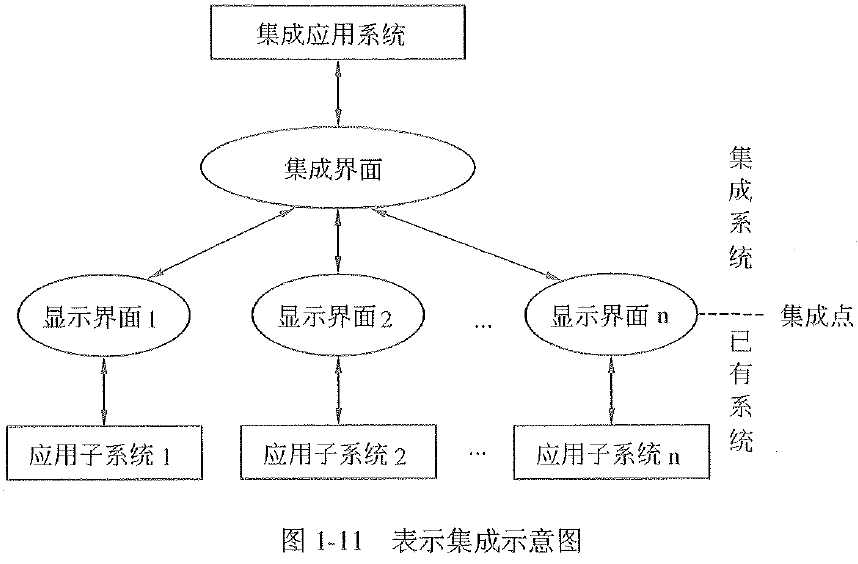 集成应用系统
集成界面
集成系统
显示界面1
显示界面2
...
显示界面n
集成点
已有系统
应用子系统1
应用子系统2
...
应用子系统n
图1-11 表示集成示意图